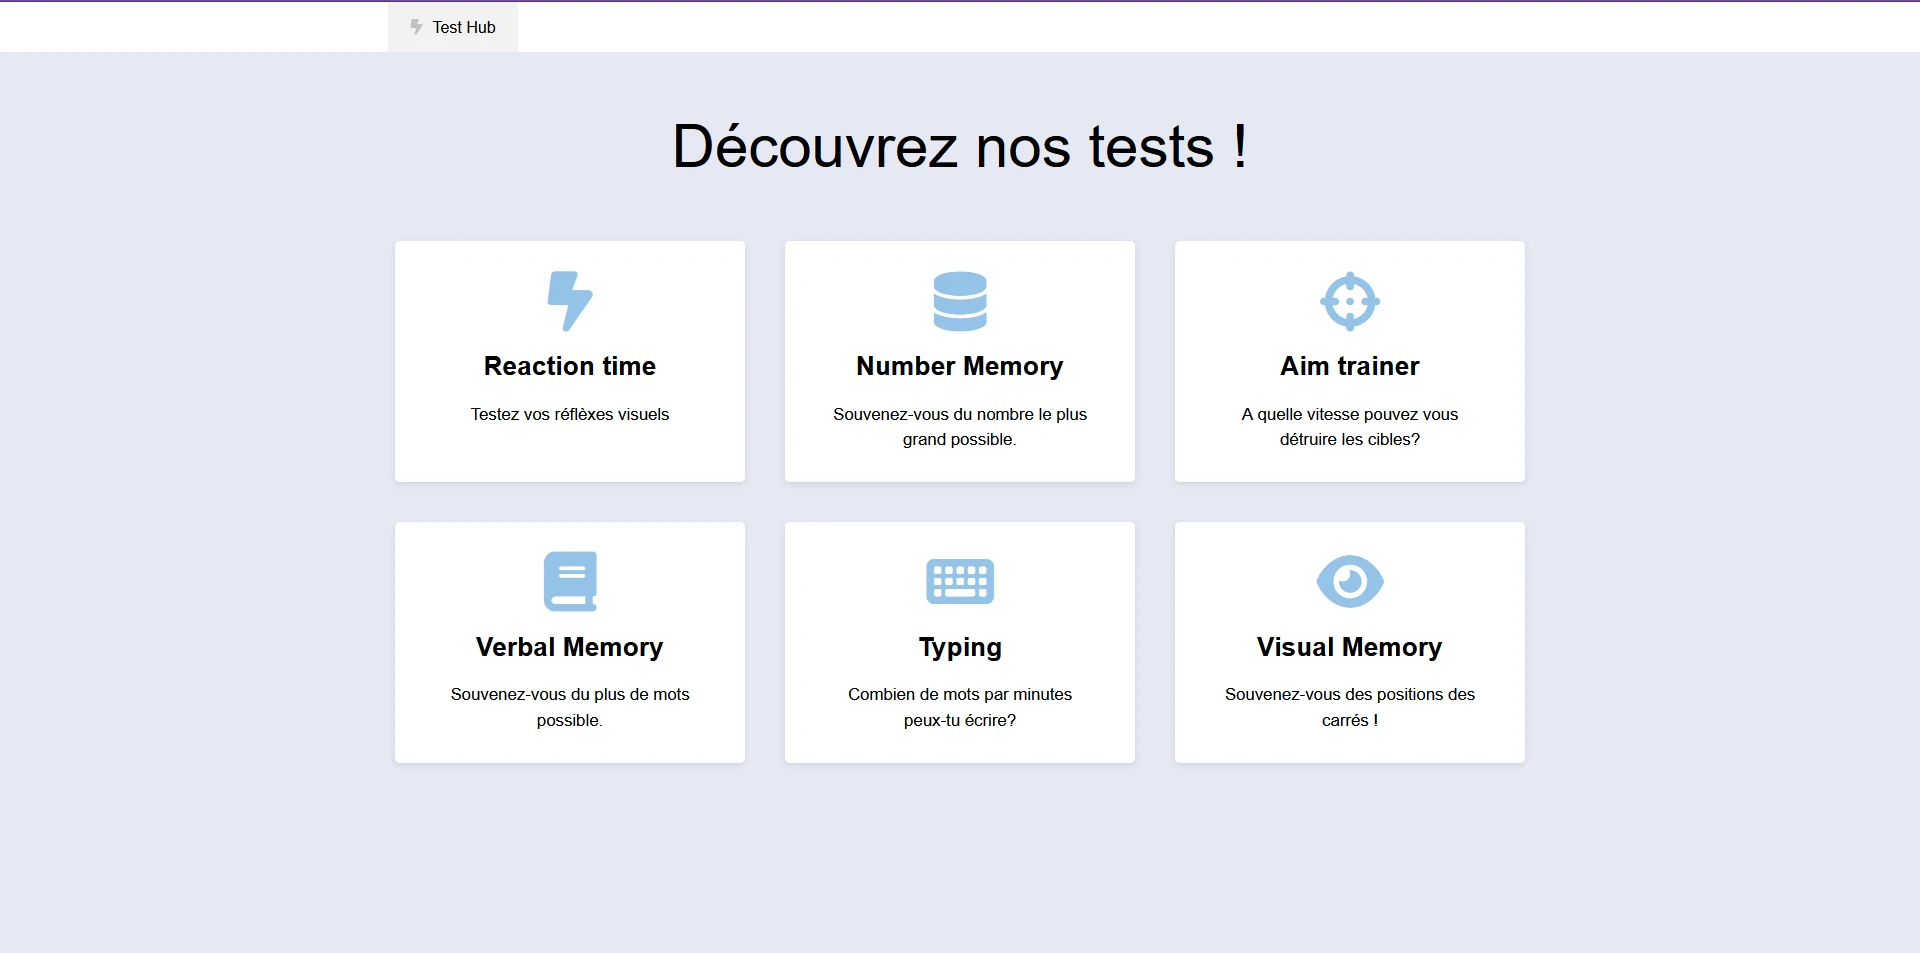 Test Hub
Découvrez nos tests !
Reaction time
Testez vos réflèxes visuels
Number Memory
Souvenez-vous du nombre le plus
grand possible.
Aim trainer
A quelle vitesse pouvez vous
détruire les cibles?
Verbal Memory
Souvenez-vous du plus de mots
possible.
Typing
Combien de mots par minutes
peux-tu écrire?
Visual Memory
Souvenez-vous des positions des
carrés !